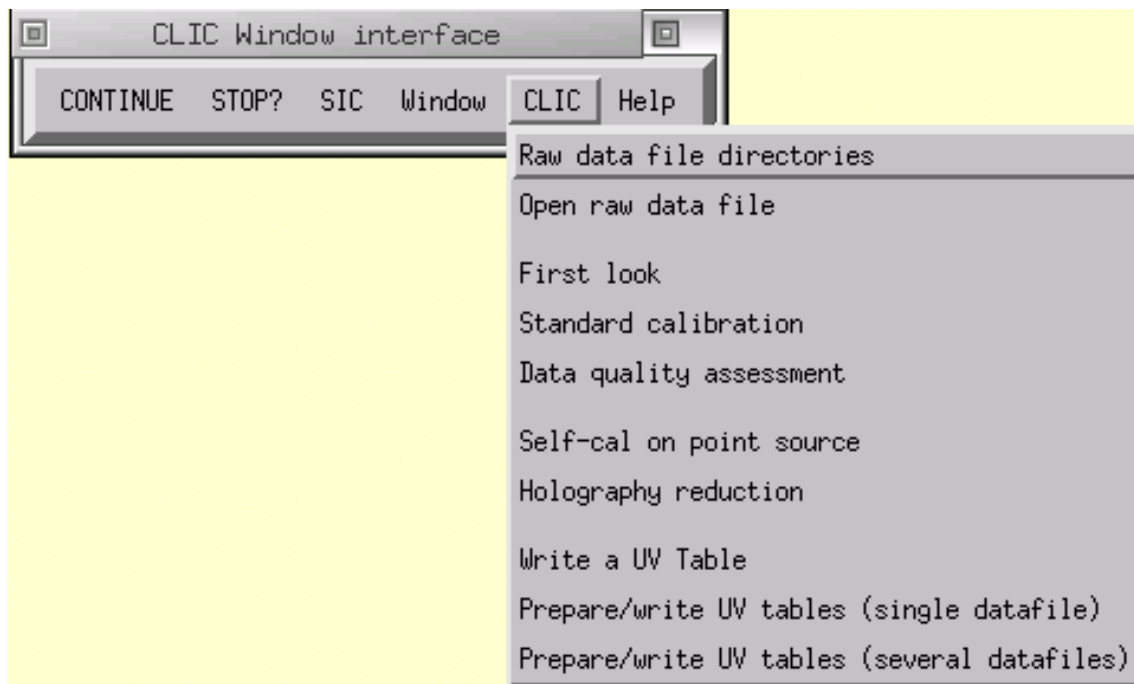 CLIC Window interface
CONTINUE STOP? SIC Window CLIC Help
Raw data file directories
Open raw data file
First look
Standard calibration
Data quality assessment
Self-cal on point source
Holography reduction
Write a UV Table
Prepare/write UV tables (single datafile)
Prepare/write UV tables (several datafiles)